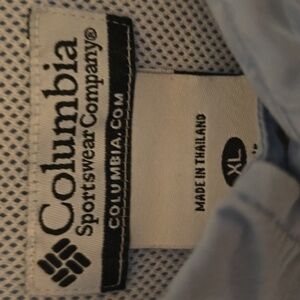 Columbia
Sportswear Company®
COLUMBIA.COM
XL
MADE IN THAILAND